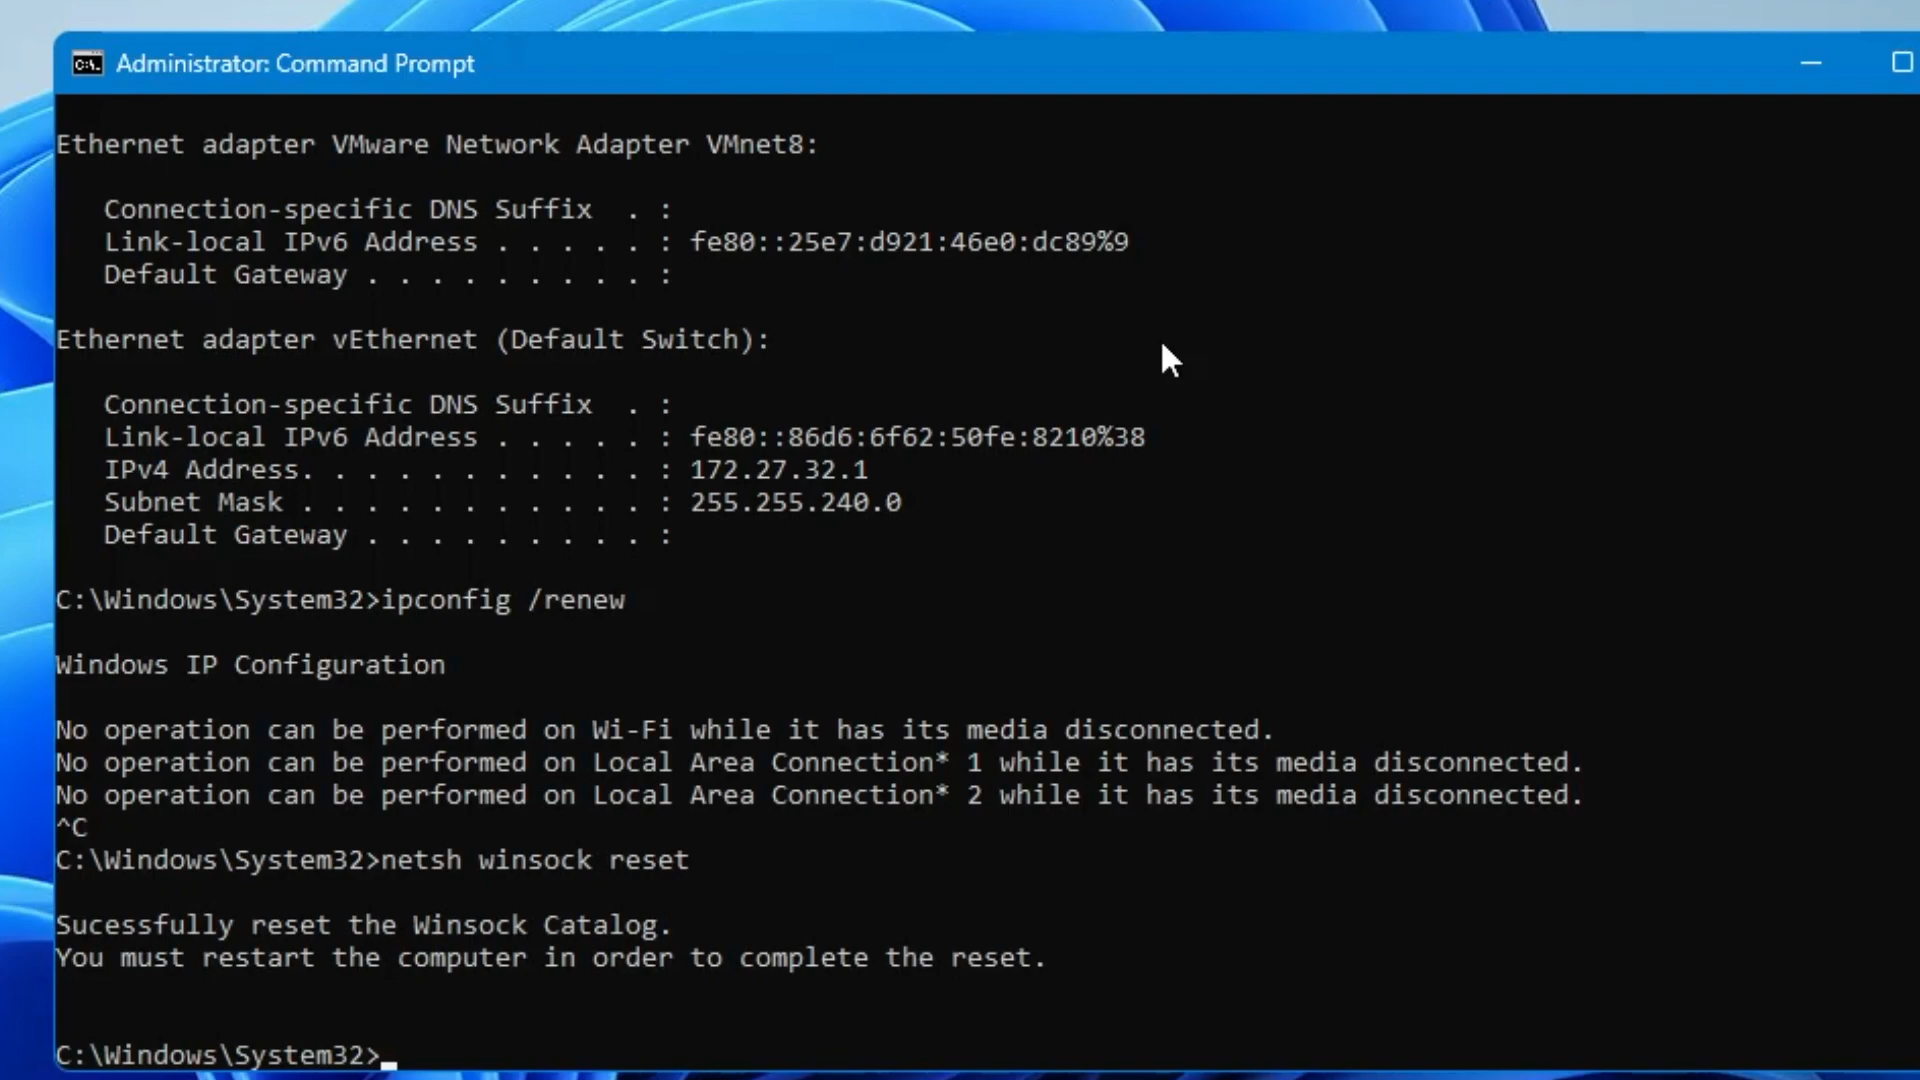 Administrator: Command Prompt
Ethernet adapter VMware Network Adapter VMnet8:
Connection-specific DNS Suffix  . :
Link-local IPv6 Address . . . . . : fe80::25e7:d921:46e0:dc89%9
Default Gateway . . . . . . . . . :
Ethernet adapter vEthernet (Default Switch):
Connection-specific DNS Suffix  . :
Link-local IPv6 Address . . . . . : fe80::86d6:6f62:50fe:8210%38
IPv4 Address. . . . . . . . . . . : 172.27.32.1
Subnet Mask . . . . . . . . . . . : 255.255.240.0
Default Gateway . . . . . . . . . :
C:\Windows\System32>ipconfig /renew
Windows IP Configuration
No operation can be performed on Wi-Fi while it has its media disconnected.
No operation can be performed on Local Area Connection* 1 while it has its media disconnected.
No operation can be performed on Local Area Connection* 2 while it has its media disconnected.
^C
C:\Windows\System32>netsh winsock reset
Sucessfully reset the Winsock Catalog.
You must restart the computer in order to complete the reset.
C:\Windows\System32>